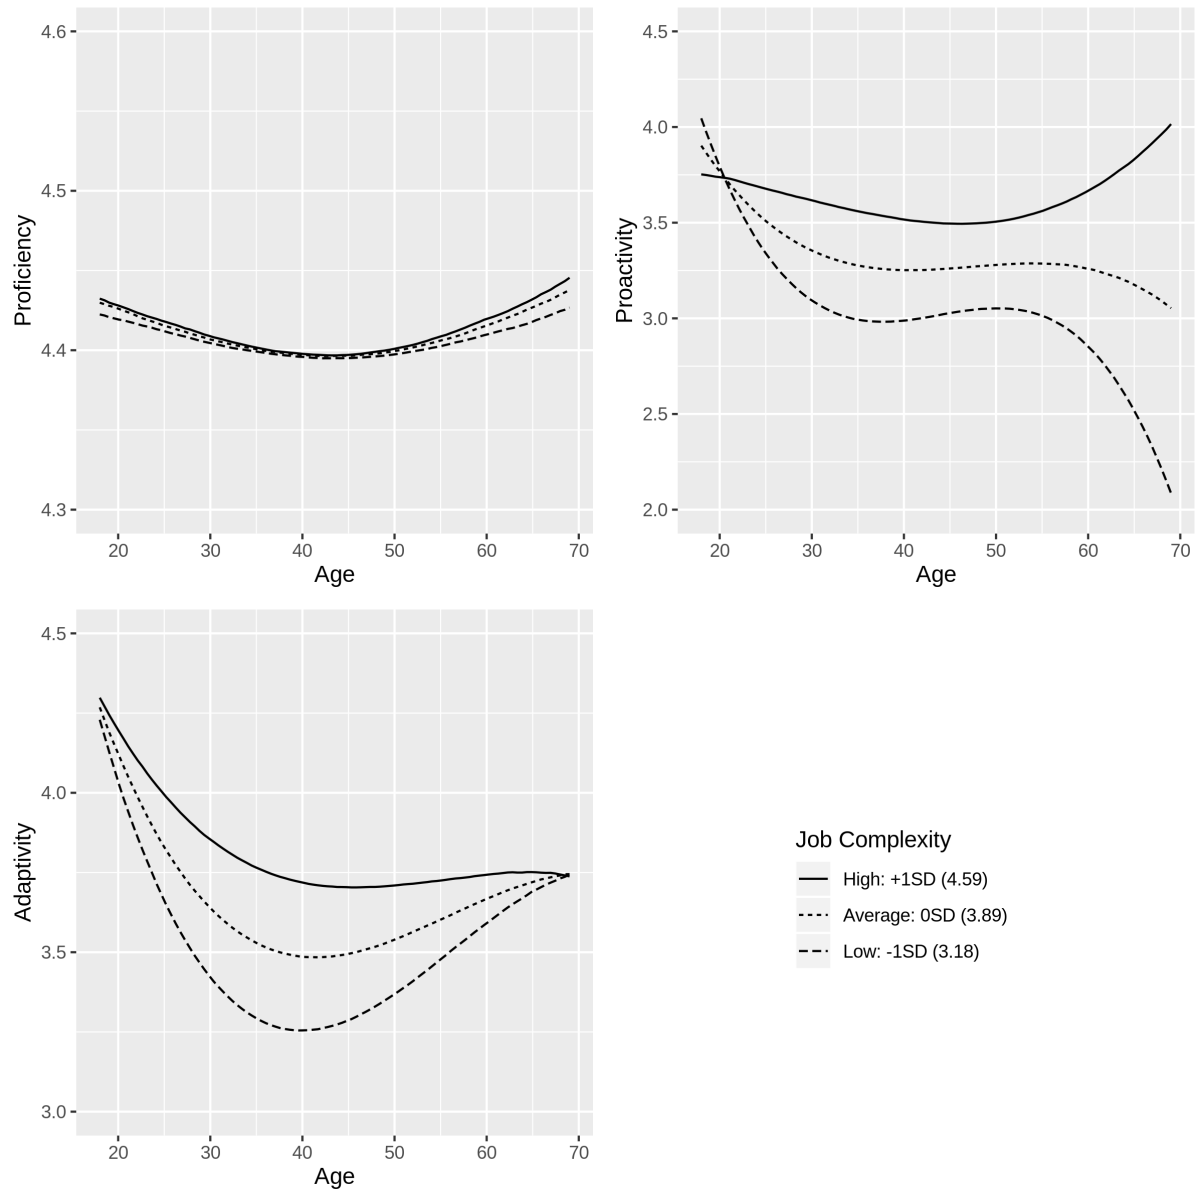 4.6
4.5
4.4
4.3
Proficiency
20 30 40 50 60 70
Age
4.5
4.0
3.5
3.0
2.5
2.0
Proactivity
20 30 40 50 60 70
Age
4.5
4.0
3.5
3.0
Adaptivity
20 30 40 50 60 70
Age
Job Complexity
High: +1SD (4.59)
Average: 0SD (3.89)
Low: -1SD (3.18)